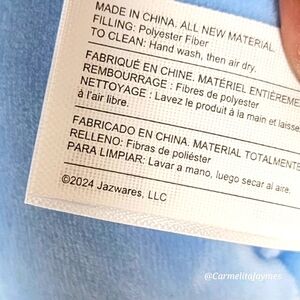 MADE IN CHINA. ALL NEW MATERIAL.
FILLING: Polyester Fiber
TO CLEAN: Hand wash, then air dry.
FABRIQUÉ EN CHINE. MATÉRIEL ENTIÈREME
REMBOURRAGE : Fibres de polyester
NETTOYAGE : Lavez le produit à la main et laisse
à l'air libre.
FABRICADO EN CHINA. MATERIAL TOTALMENTE
RELLENO: Fibras de poliéster
PARA LIMPIAR: Lavar a mano, luego secar al aire.
©2024 Jazwares, LLC
@CarmelitaJaymes